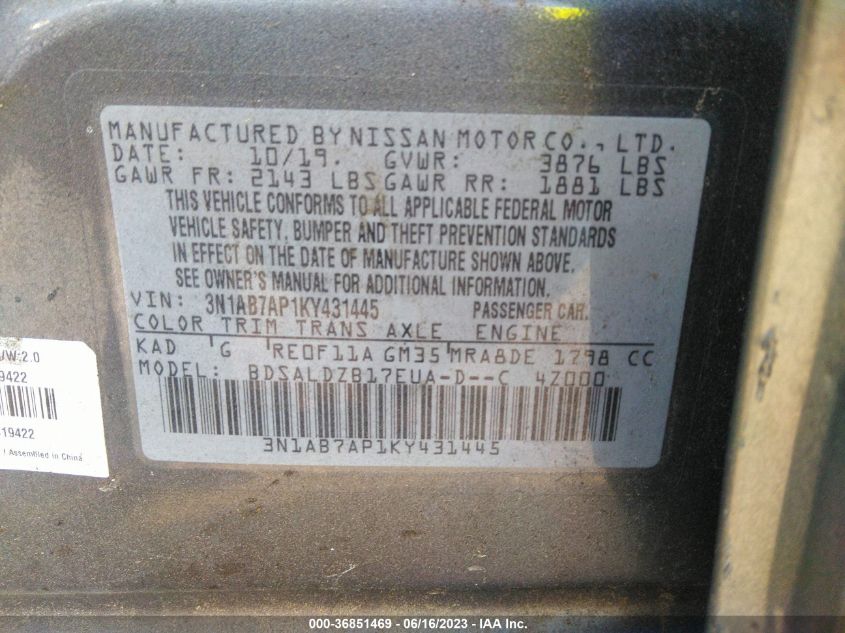 MANUFACTURED BY NISSAN MOTOR CO., LTD.
DATE: 10/19. GVWR: 3876 LBS
GAWR FR: 2143 LBS GAWR RR: 1881 LBS
THIS VEHICLE CONFORMS TO ALL APPLICABLE FEDERAL MOTOR
VEHICLE SAFETY, BUMPER AND THEFT PREVENTION STANDARDS
IN EFFECT ON THE DATE OF MANUFACTURE SHOWN ABOVE.
SEE OWNER'S MANUAL FOR ADDITIONAL INFORMATION.
VIN: 3N1AB7AP1KY431445 PASSENGER CAR.
COLOR TRIM TRANS AXLE ENGINE
KAD G RE0F11A GM35 MRA8DE 1798 CC
MODEL: BDSALDZB17EUA-D--C 4Z000
3N1AB7AP1KY431445
/W:2.0
9422
19422
Assembled in China
000-36851469 - 06/16/2023 - IAA Inc.